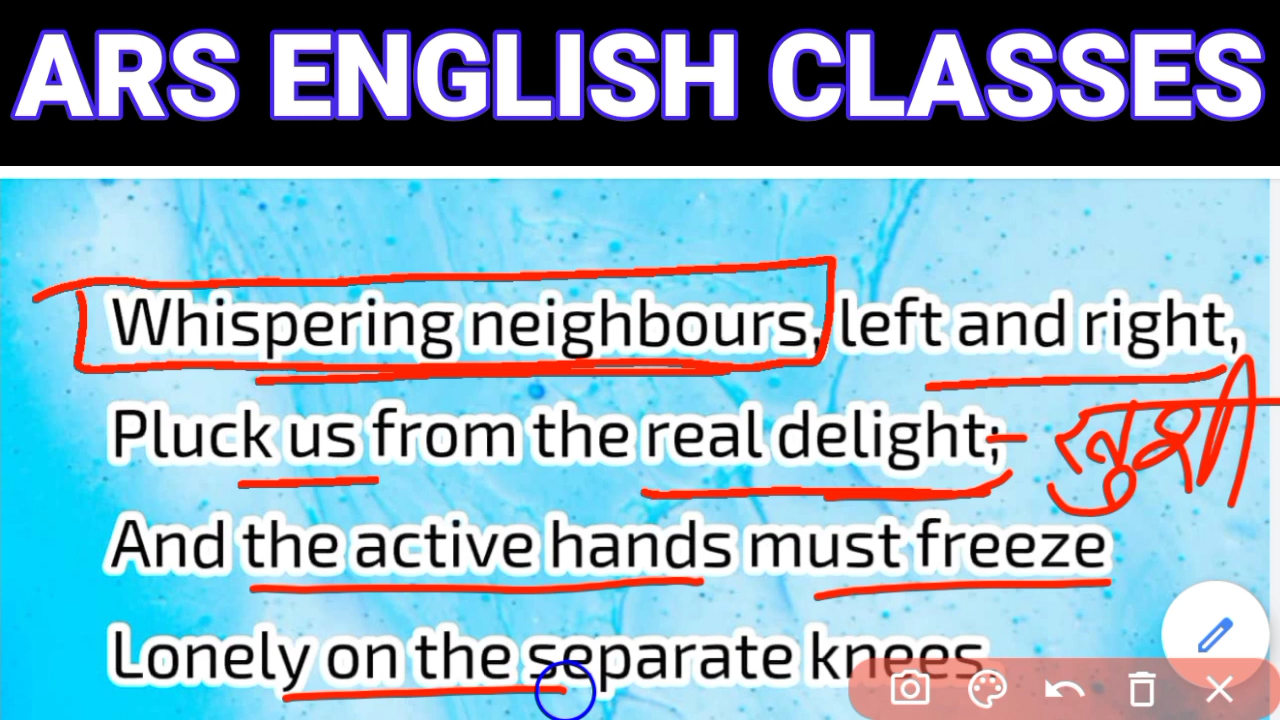 ARS ENGLISH CLASSES
Whispering neighbours, left and right,
Pluck us from the real delight; - खुशी
And the active hands must freeze
Lonely on the separate knees